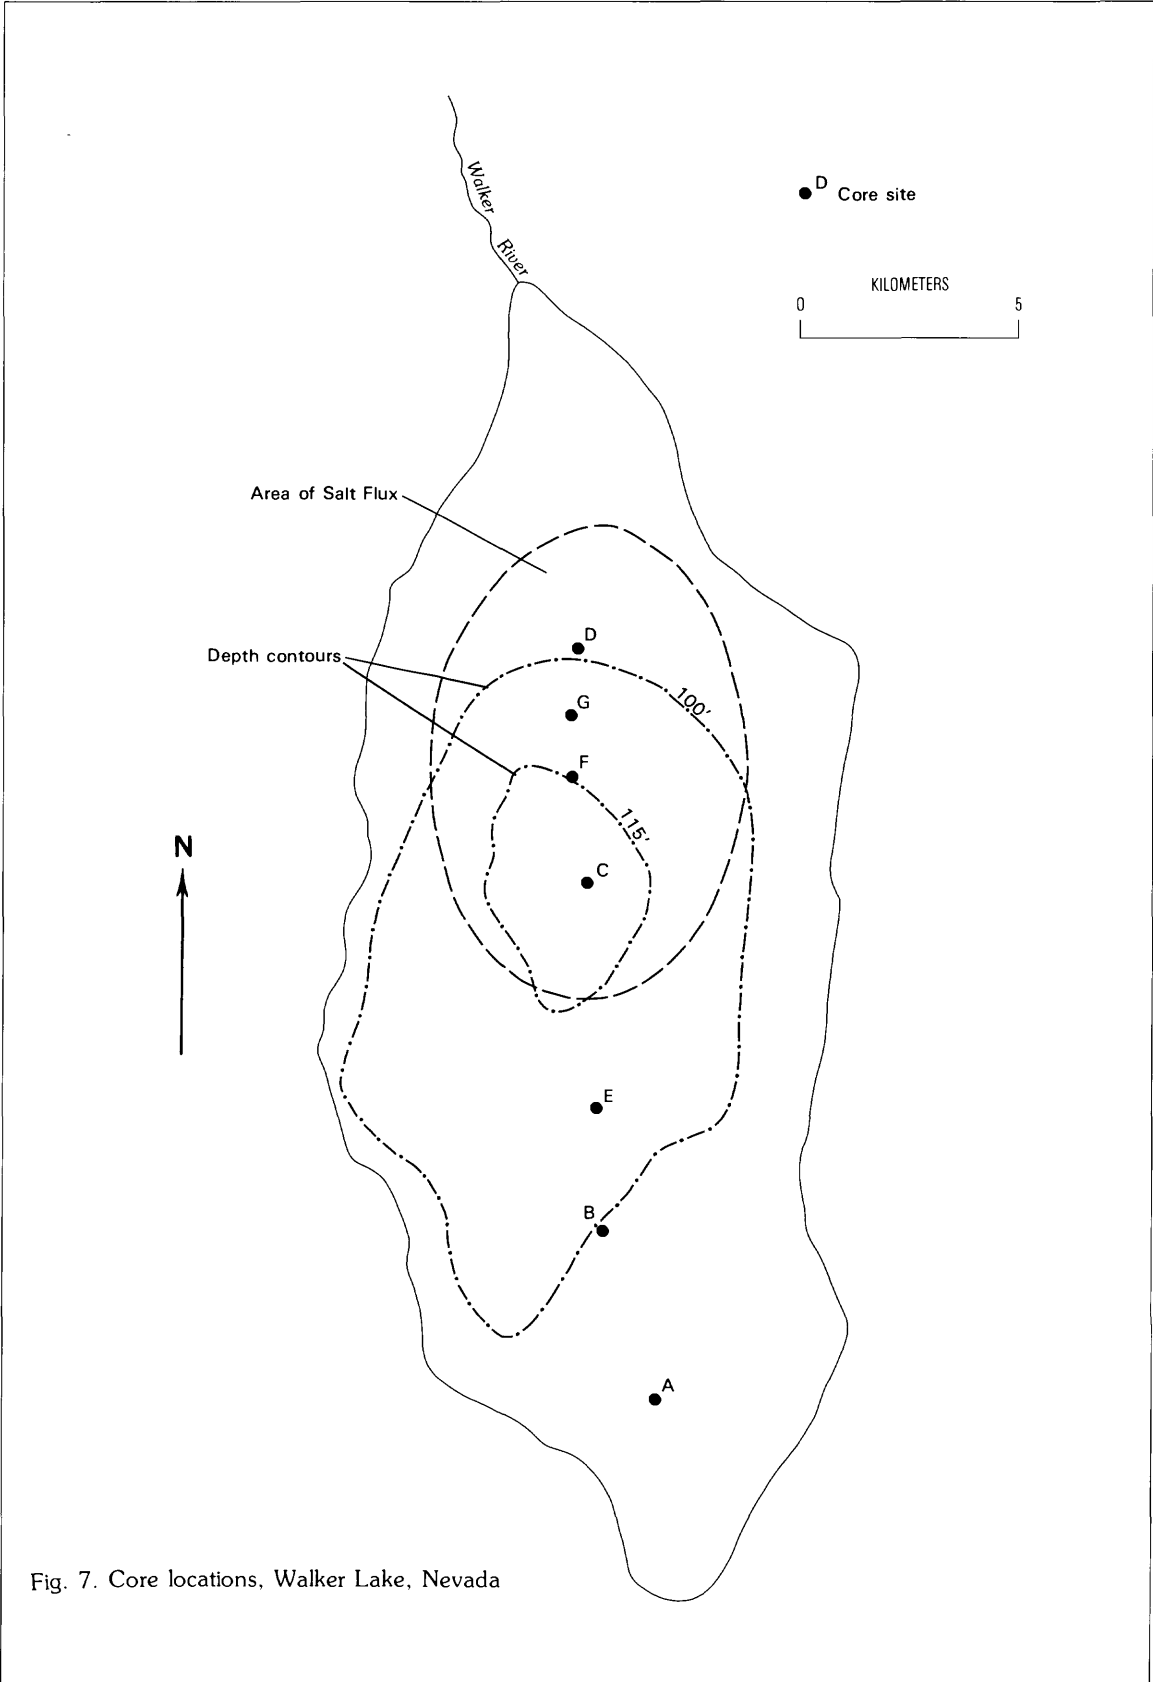 Walker
River
D Core site
KILOMETERS
0 5
Area of Salt Flux
D
Depth contours
100'
G
F
115'
N
C
E
B
A
Fig. 7. Core locations, Walker Lake, Nevada